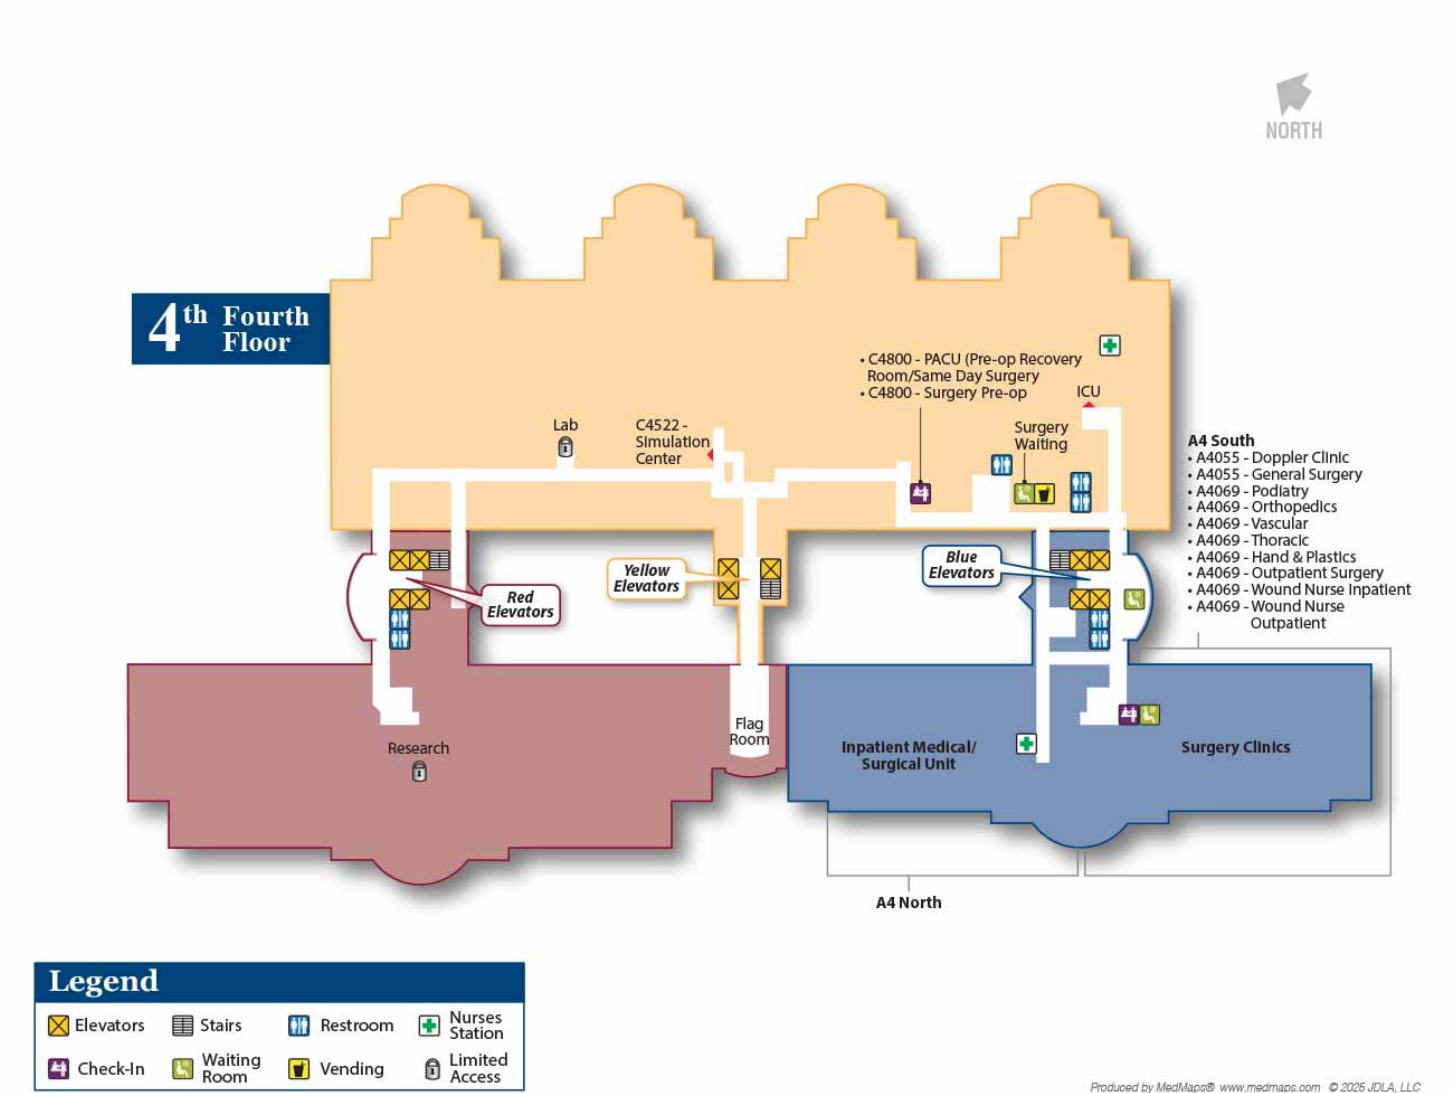 NORTH
4th Fourth
Floor
• C4800 - PACU (Pre-op Recovery
Room/Same Day Surgery
• C4800 - Surgery Pre-op
ICU
Lab
C4522 -
Simulation
Center
Surgery
Waiting
A4 South
• A4055 - Doppler Clinic
• A4055 - General Surgery
• A4069 - Podiatry
• A4069 - Orthopedics
• A4069 - Vascular
• A4069 - Thoracic
• A4069 - Hand & Plastics
• A4069 - Outpatient Surgery
• A4069 - Wound Nurse Inpatient
• A4069 - Wound Nurse
Outpatient
Red
Elevators
Yellow
Elevators
Blue
Elevators
Flag
Room
Research
Inpatient Medical/
Surgical Unit
Surgery Clinics
A4 North
Legend
Elevators
Stairs
Restroom
Nurses
Station
Check-In
Waiting
Room
Vending
Limited
Access
Produced by MedMaps® www.medmaps.com © 2025 JDLA, LLC